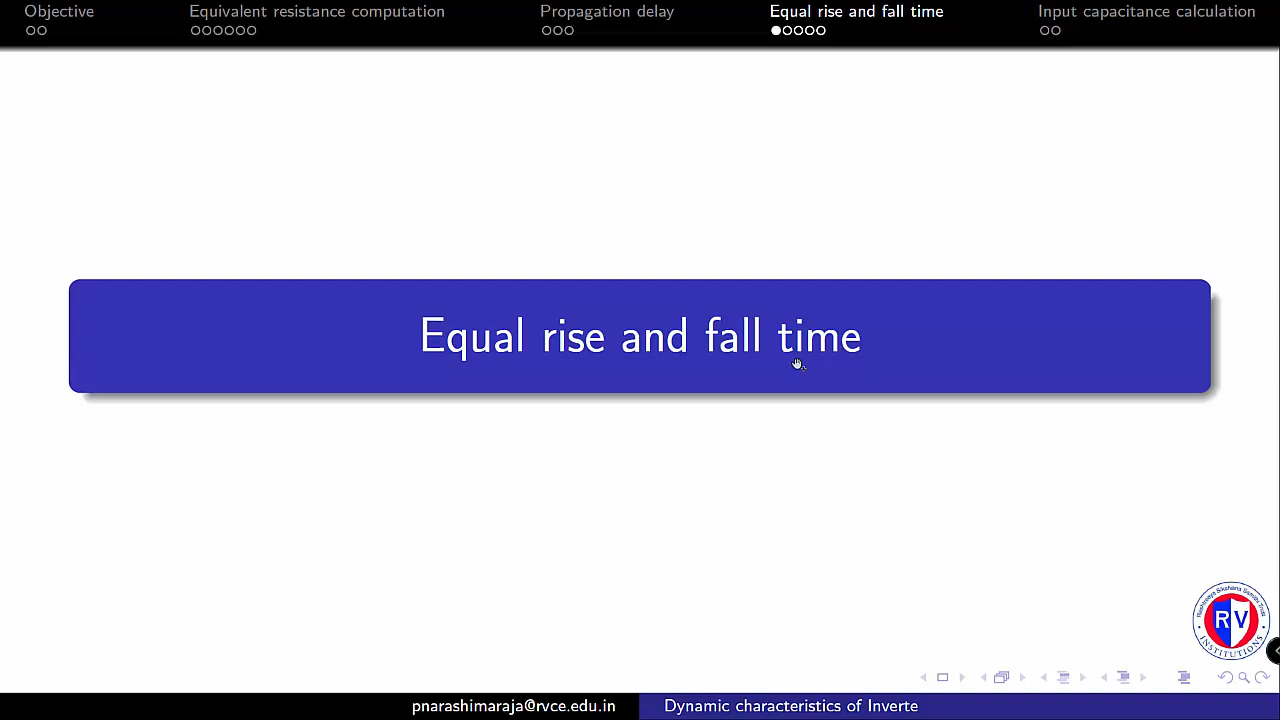 Objective
Equivalent resistance computation
Propagation delay
Equal rise and fall time
Input capacitance calculation
Equal rise and fall time
RV
INSTITUTIONS
pnarashimaraja@rvce.edu.in
Dynamic characteristics of Inverte